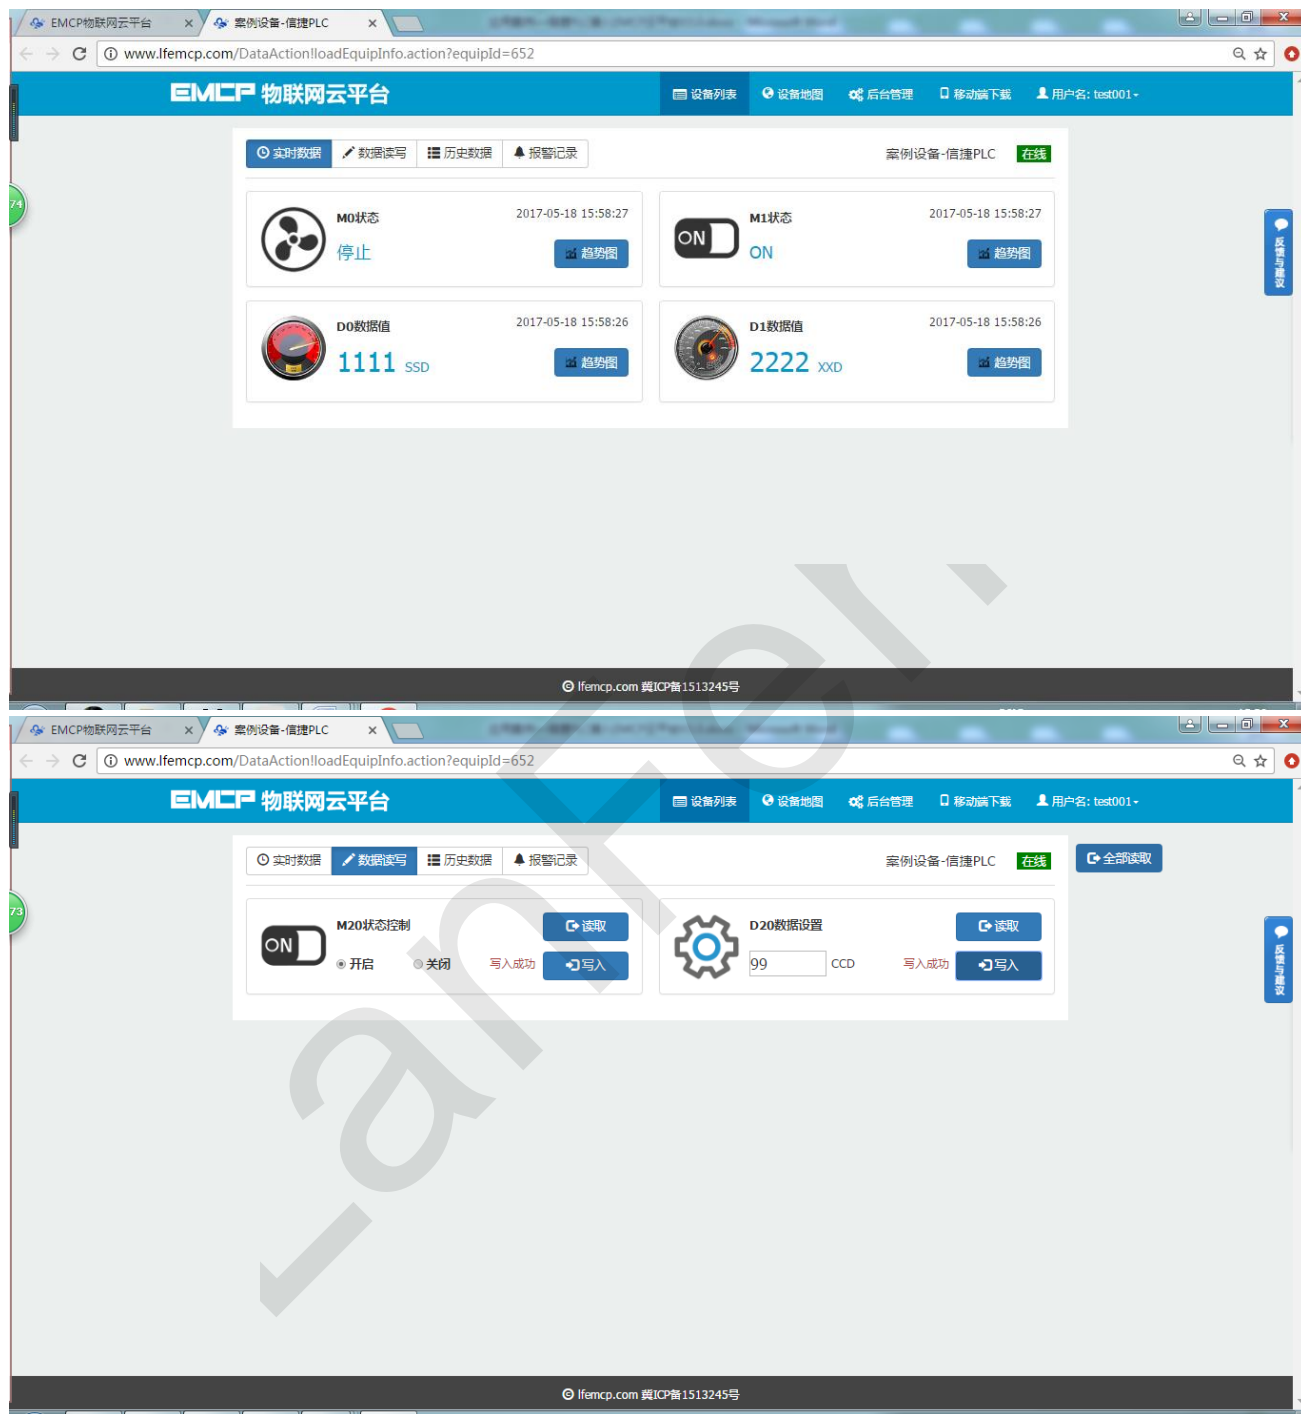 EMCP物联网云平台 案例设备-信捷PLC
www.lfemcp.com/DataAction!loadEquipInfo.action?equipId=652
EMCP 物联网云平台 设备列表 设备地图 后台管理 移动端下载 用户名: test001
实时数据 数据读写 历史数据 报警记录 案例设备-信捷PLC 在线
74
M0状态 2017-05-18 15:58:27
停止 趋势图
ON M1状态 2017-05-18 15:58:27
ON 趋势图
反馈与建议
D0数据值 2017-05-18 15:58:26
1111 SSD 趋势图
D1数据值 2017-05-18 15:58:26
2222 XXD 趋势图
© lfemcp.com 冀ICP备1513245号
EMCP物联网云平台 案例设备-信捷PLC
www.lfemcp.com/DataAction!loadEquipInfo.action?equipId=652
EMCP 物联网云平台 设备列表 设备地图 后台管理 移动端下载 用户名: test001
实时数据 数据读写 历史数据 报警记录 案例设备-信捷PLC 在线 全部读取
73
M20状态控制 读取
ON 开启 关闭 写入成功 写入
D20数据设置 读取
99 CCD 写入成功 写入
反馈与建议
© lfemcp.com 冀ICP备1513245号
LanFen